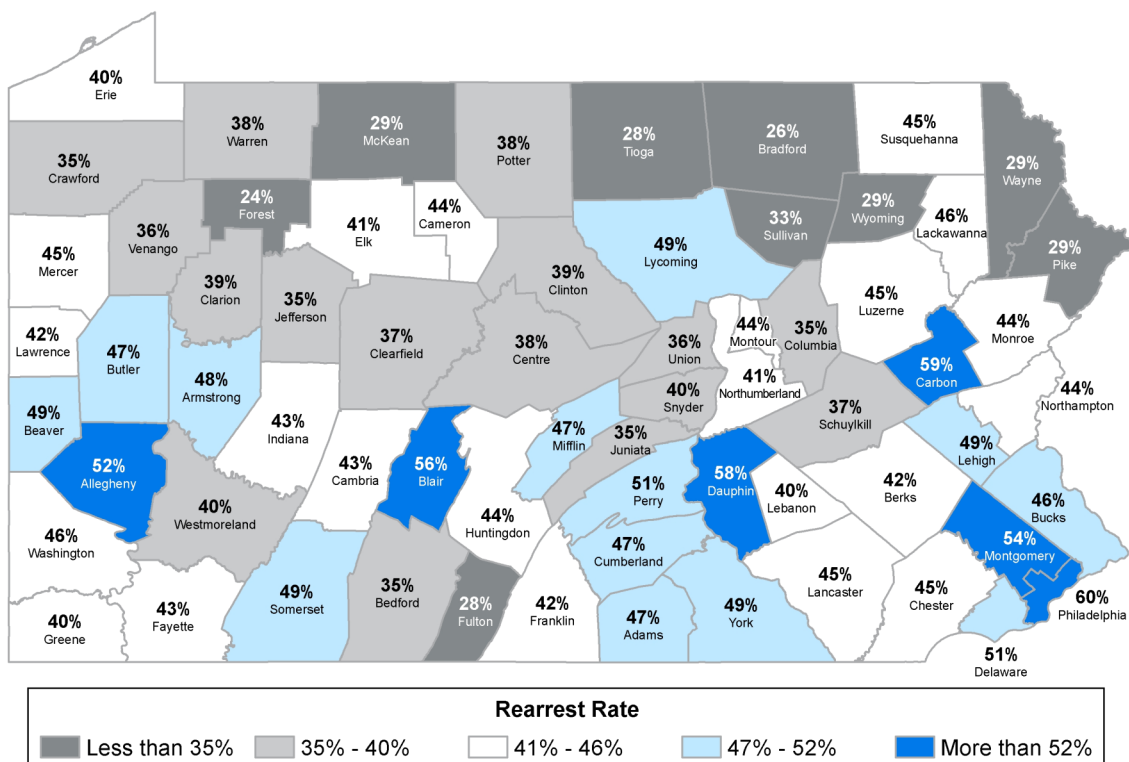 40%
Erie
38%
Warren
29%
McKean
38%
Potter
28%
Tioga
26%
Bradford
45%
Susquehanna
29%
Wayne
35%
Crawford
24%
Forest
36%
Venango
41%
Elk
44%
Cameron
49%
Lycoming
33%
Sullivan
29%
Wyoming
46%
Lackawanna
29%
Pike
45%
Mercer
39%
Clarion
35%
Jefferson
39%
Clinton
45%
Luzerne
42%
Lawrence
47%
Butler
48%
Armstrong
37%
Clearfield
38%
Centre
36%
Union
44%
Montour
35%
Columbia
59%
Carbon
44%
Monroe
49%
Beaver
43%
Indiana
40%
Snyder
41%
Northumberland
37%
Schuylkill
44%
Northampton
52%
Allegheny
40%
Westmoreland
43%
Cambria
56%
Blair
47%
Mifflin
35%
Juniata
51%
Perry
58%
Dauphin
40%
Lebanon
42%
Berks
49%
Lehigh
46%
Bucks
46%
Washington
44%
Huntingdon
47%
Cumberland
54%
Montgomery
40%
Greene
43%
Fayette
49%
Somerset
35%
Bedford
28%
Fulton
42%
Franklin
47%
Adams
49%
York
45%
Lancaster
45%
Chester
60%
Philadelphia
51%
Delaware
Rearrest Rate
Less than 35%
35% - 40%
41% - 46%
47% - 52%
More than 52%